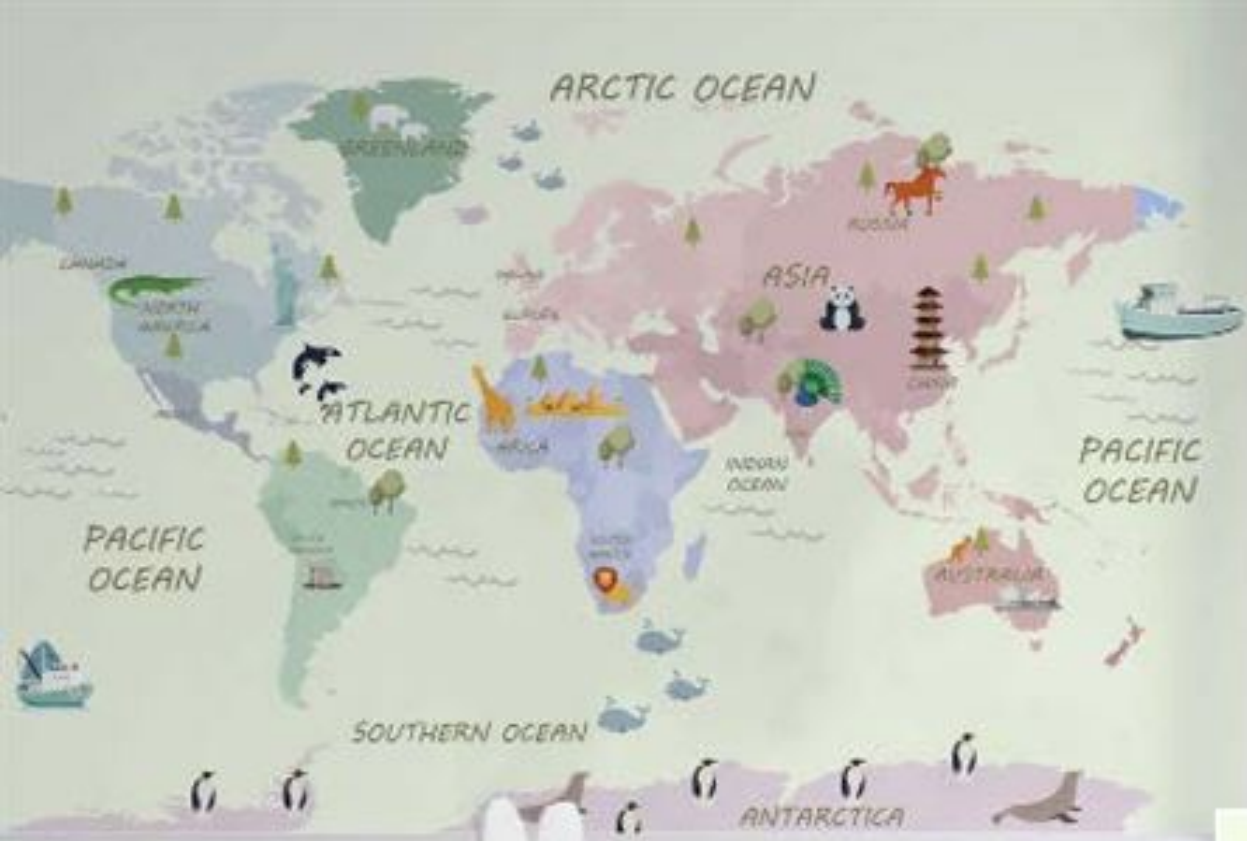 ARCTIC OCEAN
GREENLAND
RUSSIA
CANADA
ASIA
NORTH
AMERICA
EUROPA
CHINA
ATLANTIC
OCEAN
AFRICA
PACIFIC
OCEAN
INDIAN
OCEAN
PACIFIC
OCEAN
AUSTRALIA
SOUTHERN OCEAN
ANTARCTICA